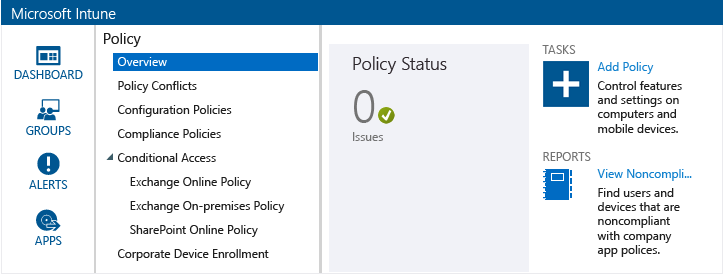 Microsoft Intune
DASHBOARD
GROUPS
ALERTS
APPS
Policy
Overview
Policy Conflicts
Configuration Policies
Compliance Policies
Conditional Access
Exchange Online Policy
Exchange On-premises Policy
SharePoint Online Policy
Corporate Device Enrollment
Policy Status
0
Issues
TASKS
Add Policy
Control features
and settings on
computers and
mobile devices.
REPORTS
View Noncompli...
Find users and
devices that are
noncompliant
with company
app polices.